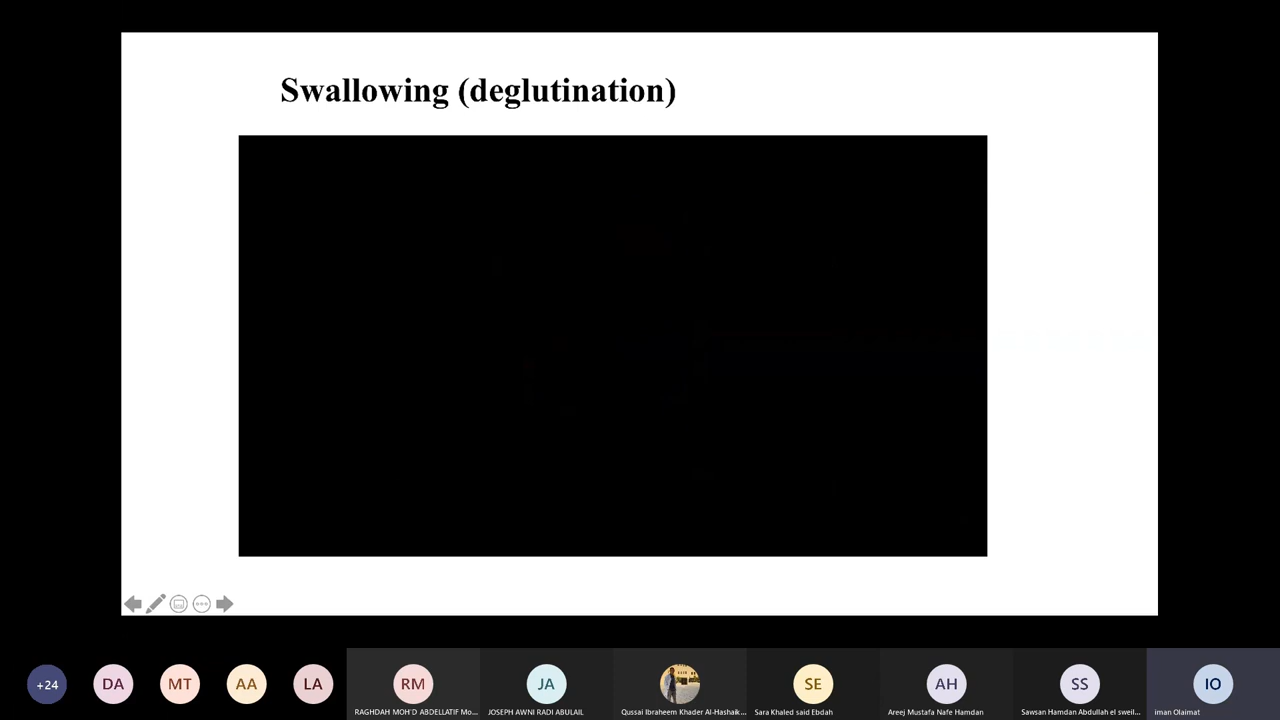 Swallowing (deglutination)
+24
DA
MT
AA
LA
RM
JA
SE
AH
SS
IO
RAGHDAH MOH'D ABDELLATIF Mo...
JOSEPH AWNI RADI ABULAIL
Qussai Ibraheem Khader Al-Hashaik...
Sara Khaled said Ebdah
Areej Mustafa Nafe Hamdan
Sawsan Hamdan Abdullah el sweil...
iman Olaimat